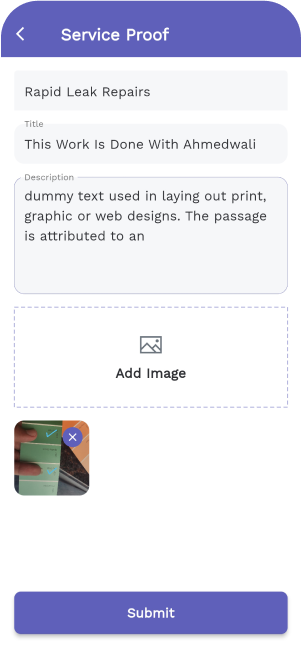 Service Proof
Rapid Leak Repairs
Title
This Work Is Done With Ahmedwali
Description
dummy text used in laying out print,
graphic or web designs. The passage
is attributed to an
Add Image
Submit